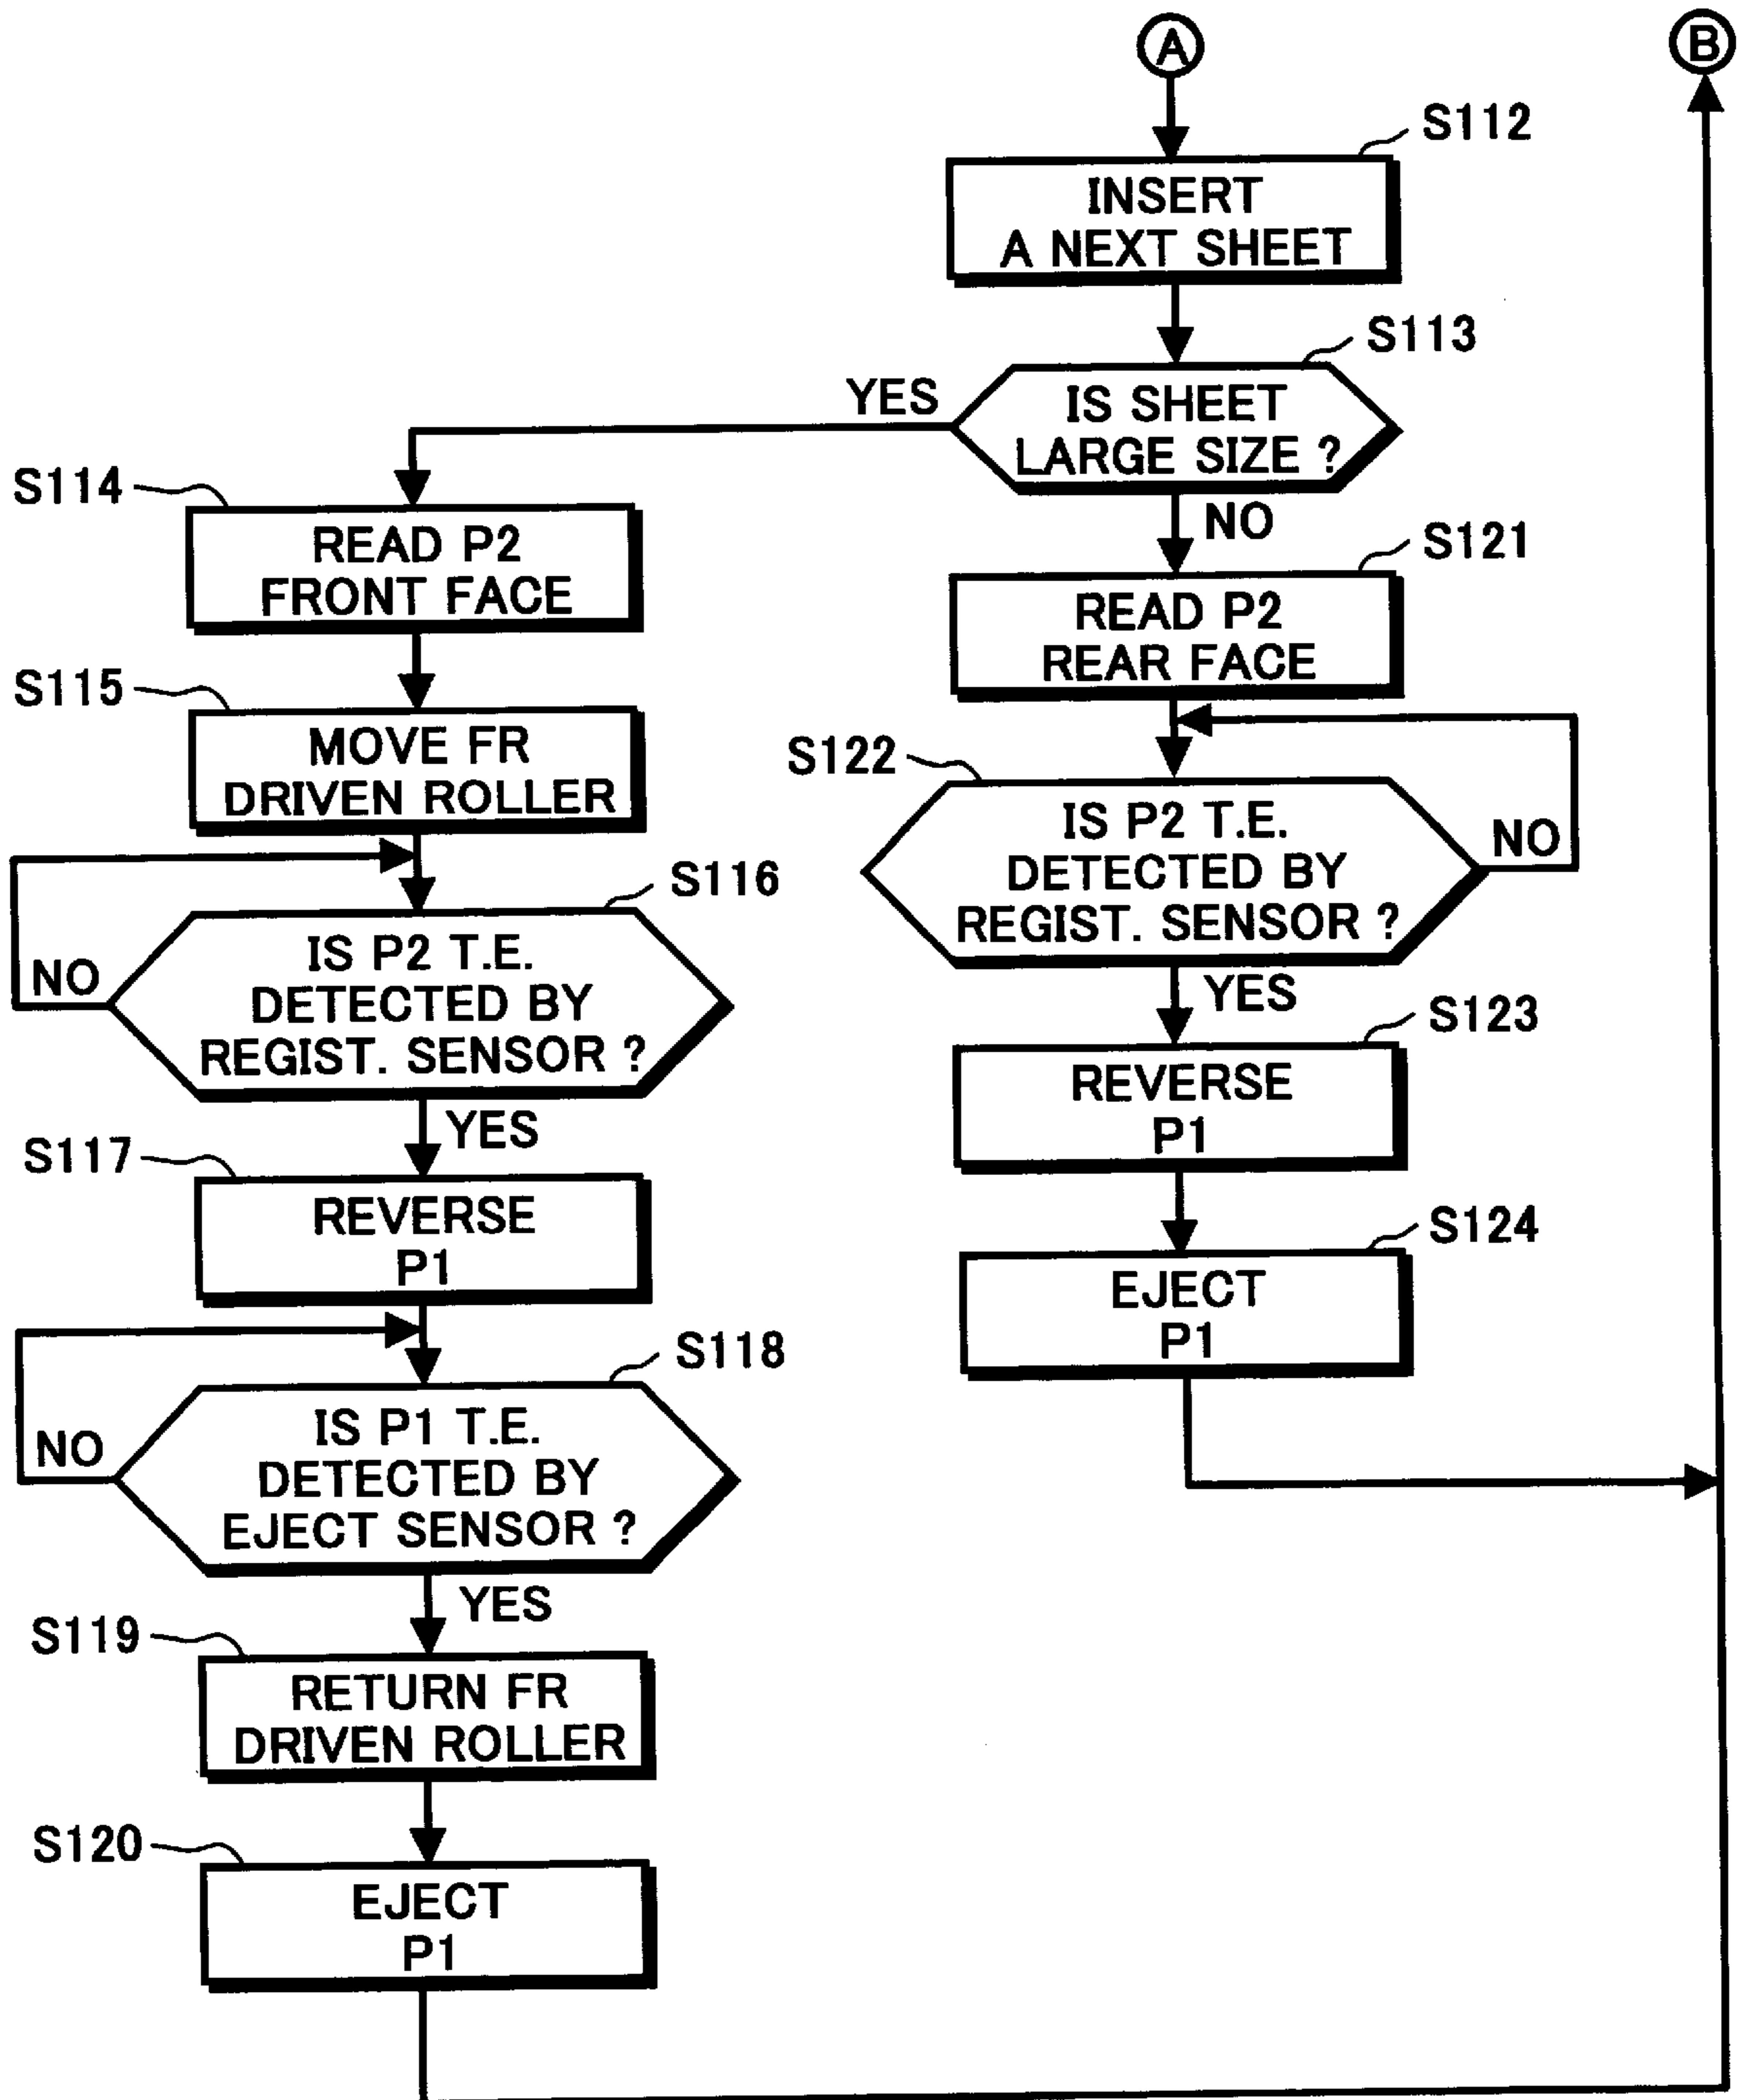 A
B
S112
INSERT
A NEXT SHEET
S113
IS SHEET
LARGE SIZE ?
YES
NO
S114
READ P2
FRONT FACE
S115
MOVE FR
DRIVEN ROLLER
S116
IS P2 T.E.
DETECTED BY
REGIST. SENSOR ?
NO
YES
S117
REVERSE
P1
S118
IS P1 T.E.
DETECTED BY
EJECT SENSOR ?
NO
YES
S119
RETURN FR
DRIVEN ROLLER
S120
EJECT
P1
S121
READ P2
REAR FACE
S122
IS P2 T.E.
DETECTED BY
REGIST. SENSOR ?
NO
YES
S123
REVERSE
P1
S124
EJECT
P1